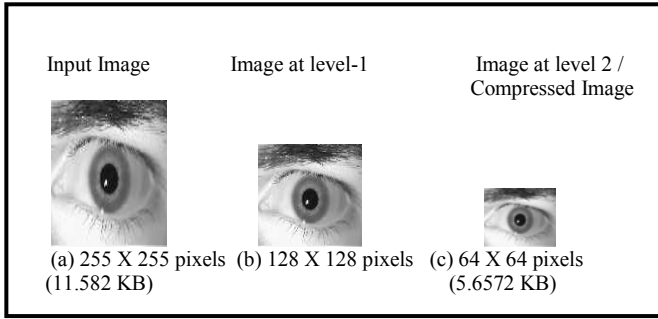 Input Image
Image at level-1
Image at level 2 /
Compressed Image
(a) 255 X 255 pixels
(11.582 KB)
(b) 128 X 128 pixels
(c) 64 X 64 pixels
(5.6572 KB)